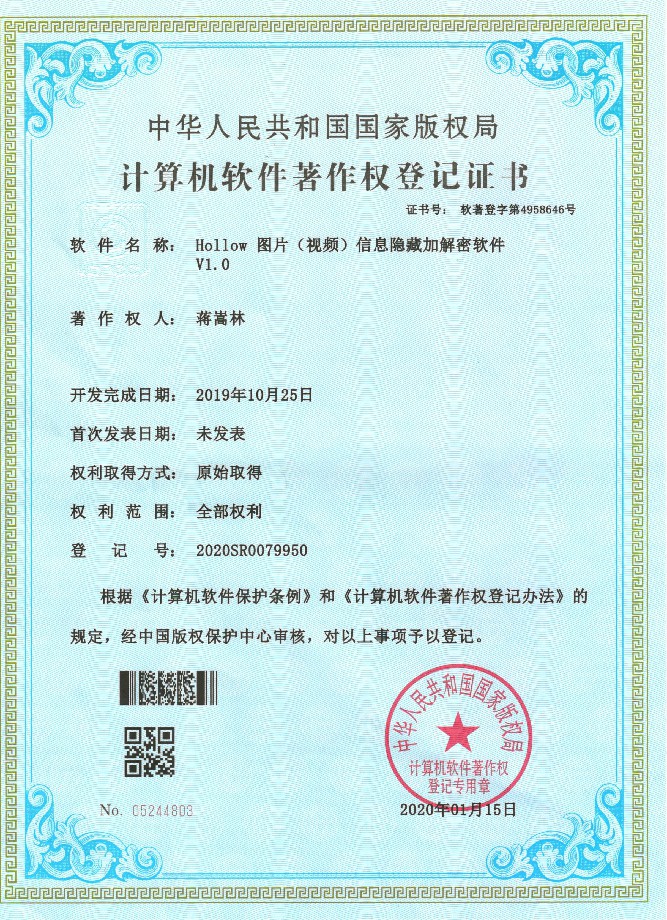 中华人民共和国国家版权局
计算机软件著作权登记证书
证书号： 软著登字第4958646号
软件名称： Hollow 图片（视频）信息隐藏加解密软件
V1.0
著作权人： 蒋嵩林
开发完成日期： 2019年10月25日
首次发表日期： 未发表
权利取得方式： 原始取得
权利范围： 全部权利
登记号： 2020SR0079950
根据《计算机软件保护条例》和《计算机软件著作权登记办法》的
规定，经中国版权保护中心审核，对以上事项予以登记。
中华人民共和国国家版权局
计算机软件著作权
登记专用章
No. 05244803
2020年01月15日